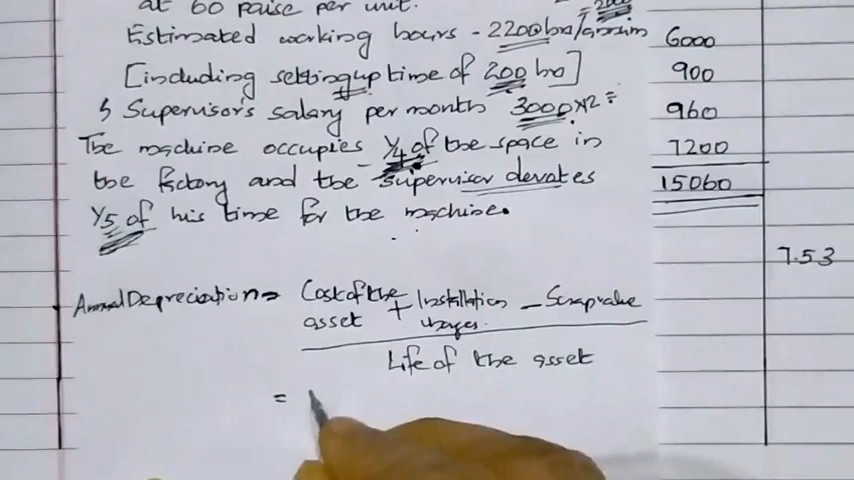 at 60 paise per unit.
Estimated working hours - 2200 hrs/annum
[including setting up time of 200 hrs]
Supervisor's salary per month 3000 x 12 =
The machine occupies 1/4 of the space in
the factory and the supervisor devotes
1/5 of his time for the machine.
6000
900
960
7200
15060
7.53
Annual Depreciation = Cost of the asset + Installation charges - Scrap value
Life of the asset
=